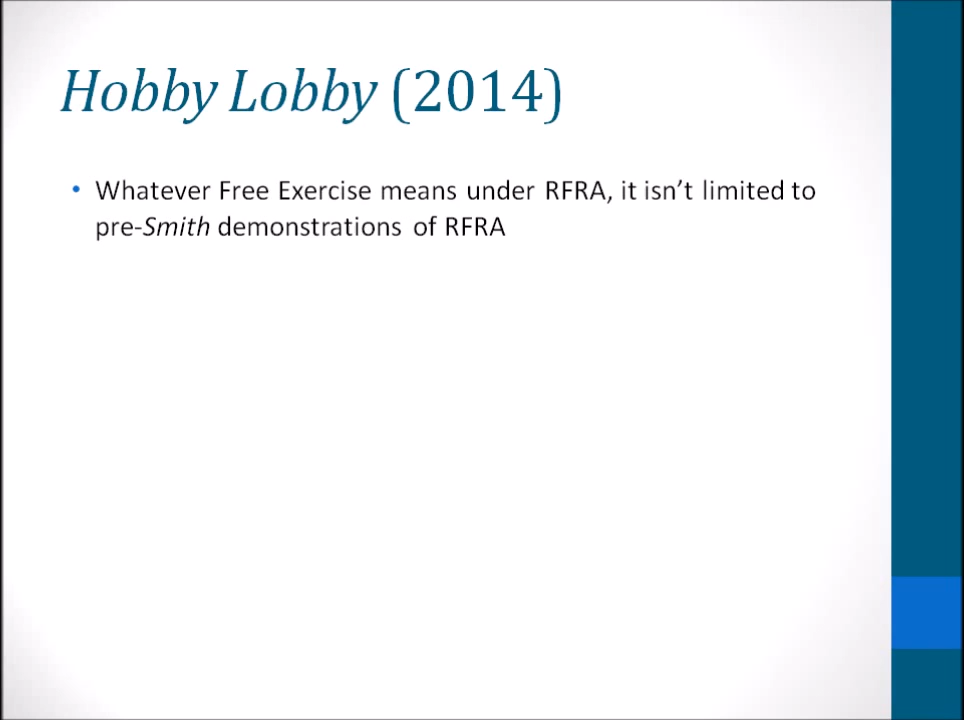 Hobby Lobby (2014)
• Whatever Free Exercise means under RFRA, it isn’t limited to
pre-Smith demonstrations of RFRA